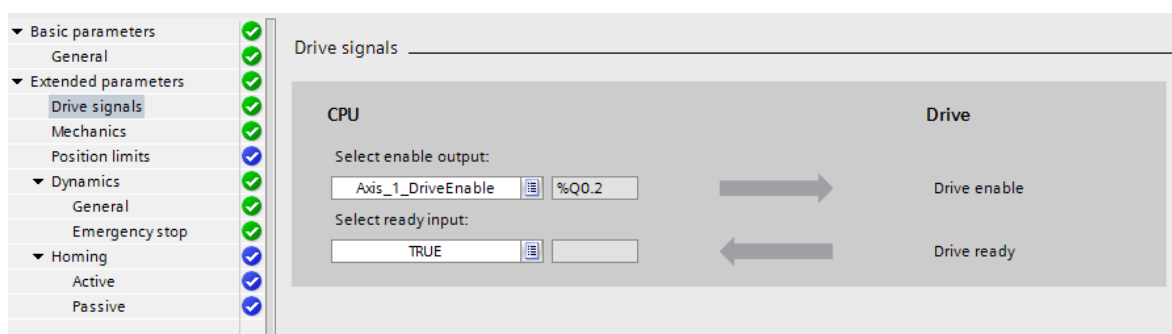 Basic parameters
General
Extended parameters
Drive signals
Mechanics
Position limits
Dynamics
General
Emergency stop
Homing
Active
Passive
Drive signals
CPU
Drive
Select enable output:
Axis_1_DriveEnable %Q0.2
Drive enable
Select ready input:
TRUE
Drive ready